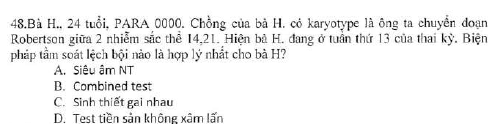 48.Bà H., 24 tuổi, PARA 0000. Chồng của bà H. có karyotype là ông ta chuyển đoạn
Robertson giữa 2 nhiễm sắc thể 14,21. Hiện bà H. đang ở tuần thứ 13 của thai kỳ. Biện
pháp tầm soát lệch bội nào là hợp lý nhất cho bà H?
A. Siêu âm NT
B. Combined test
C. Sinh thiết gai nhau
D. Test tiền sản không xâm lấn